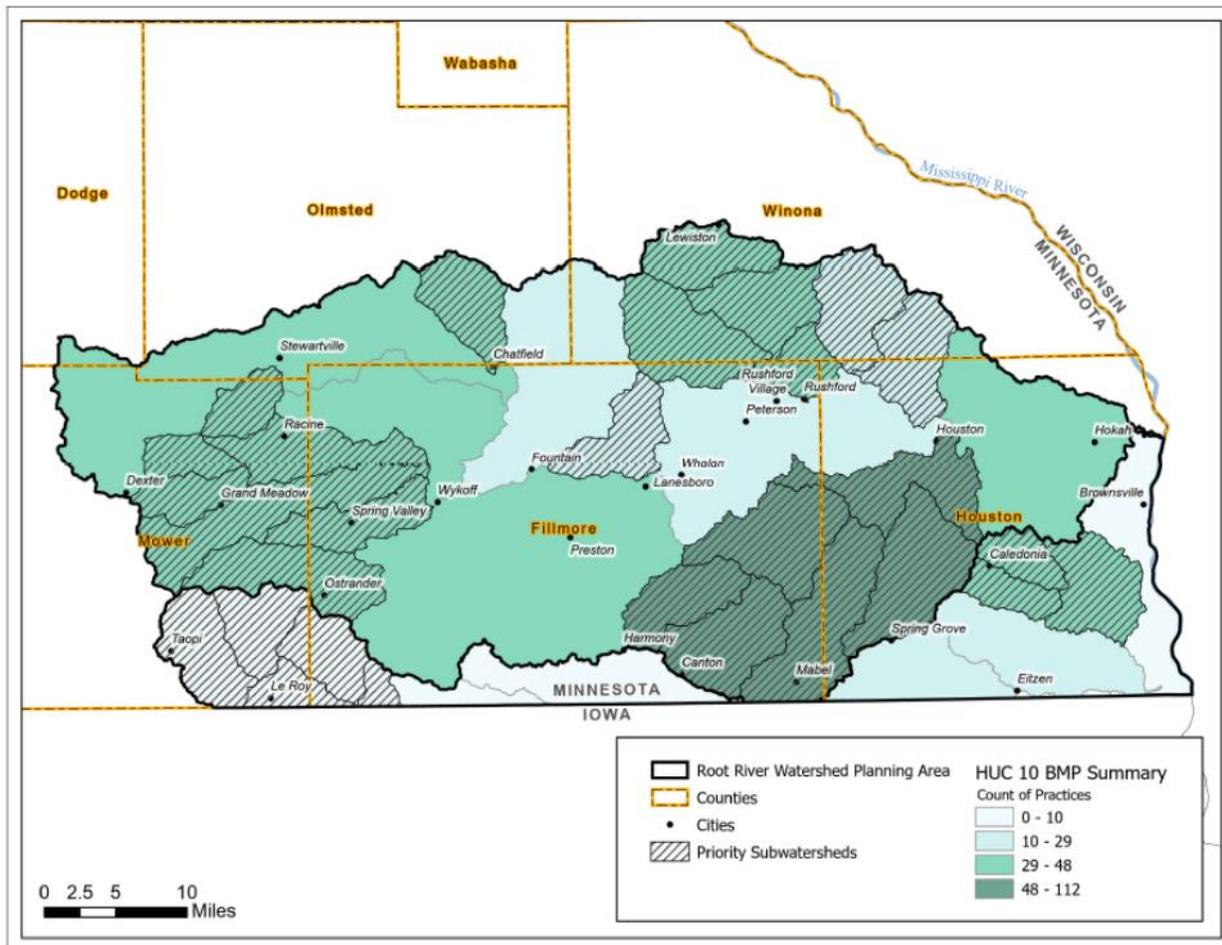 Wabasha
Dodge
Olmsted
Winona
Mississippi River
WISCONSIN
MINNESOTA
Lewiston
Stewartville
Chatfield
Rushford
Village
Rushford
Peterson
Racine
Houston
Hokah
Fountain
Whalan
Lanesboro
Dexter
Grand Meadow
Wykoff
Spring Valley
Brownsville
Mower
Fillmore
Houston
Preston
Caledonia
Ostrander
Taopi
Harmony
Spring Grove
Canton
Mabel
Le Roy
Eitzen
MINNESOTA
IOWA
Root River Watershed Planning Area
Counties
Cities
Priority Subwatersheds
HUC 10 BMP Summary
Count of Practices
0 - 10
10 - 29
29 - 48
48 - 112
0 2.5 5 10
Miles